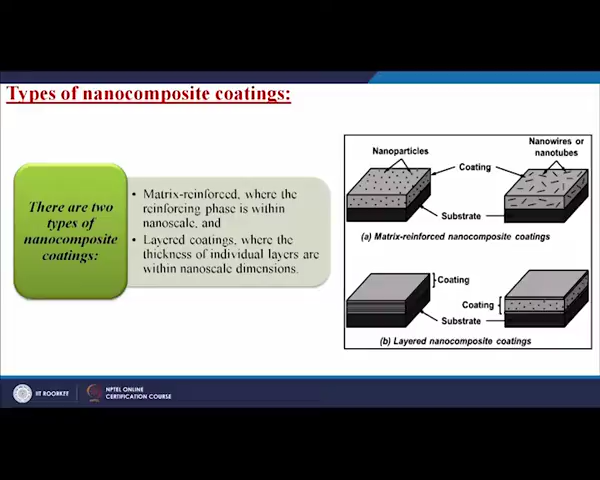 Types of nanocomposite coatings:
There are two
types of
nanocomposite
coatings:
• Matrix-reinforced, where the
reinforcing phase is within
nanoscale, and
• Layered coatings, where the
thickness of individual layers are
within nanoscale dimensions.
Nanoparticles
Nanowires or
nanotubes
Coating
Substrate
(a) Matrix-reinforced nanocomposite coatings
Coating
Coating
Substrate
(b) Layered nanocomposite coatings
IIT ROORKEE
NPTEL ONLINE
CERTIFICATION COURSE